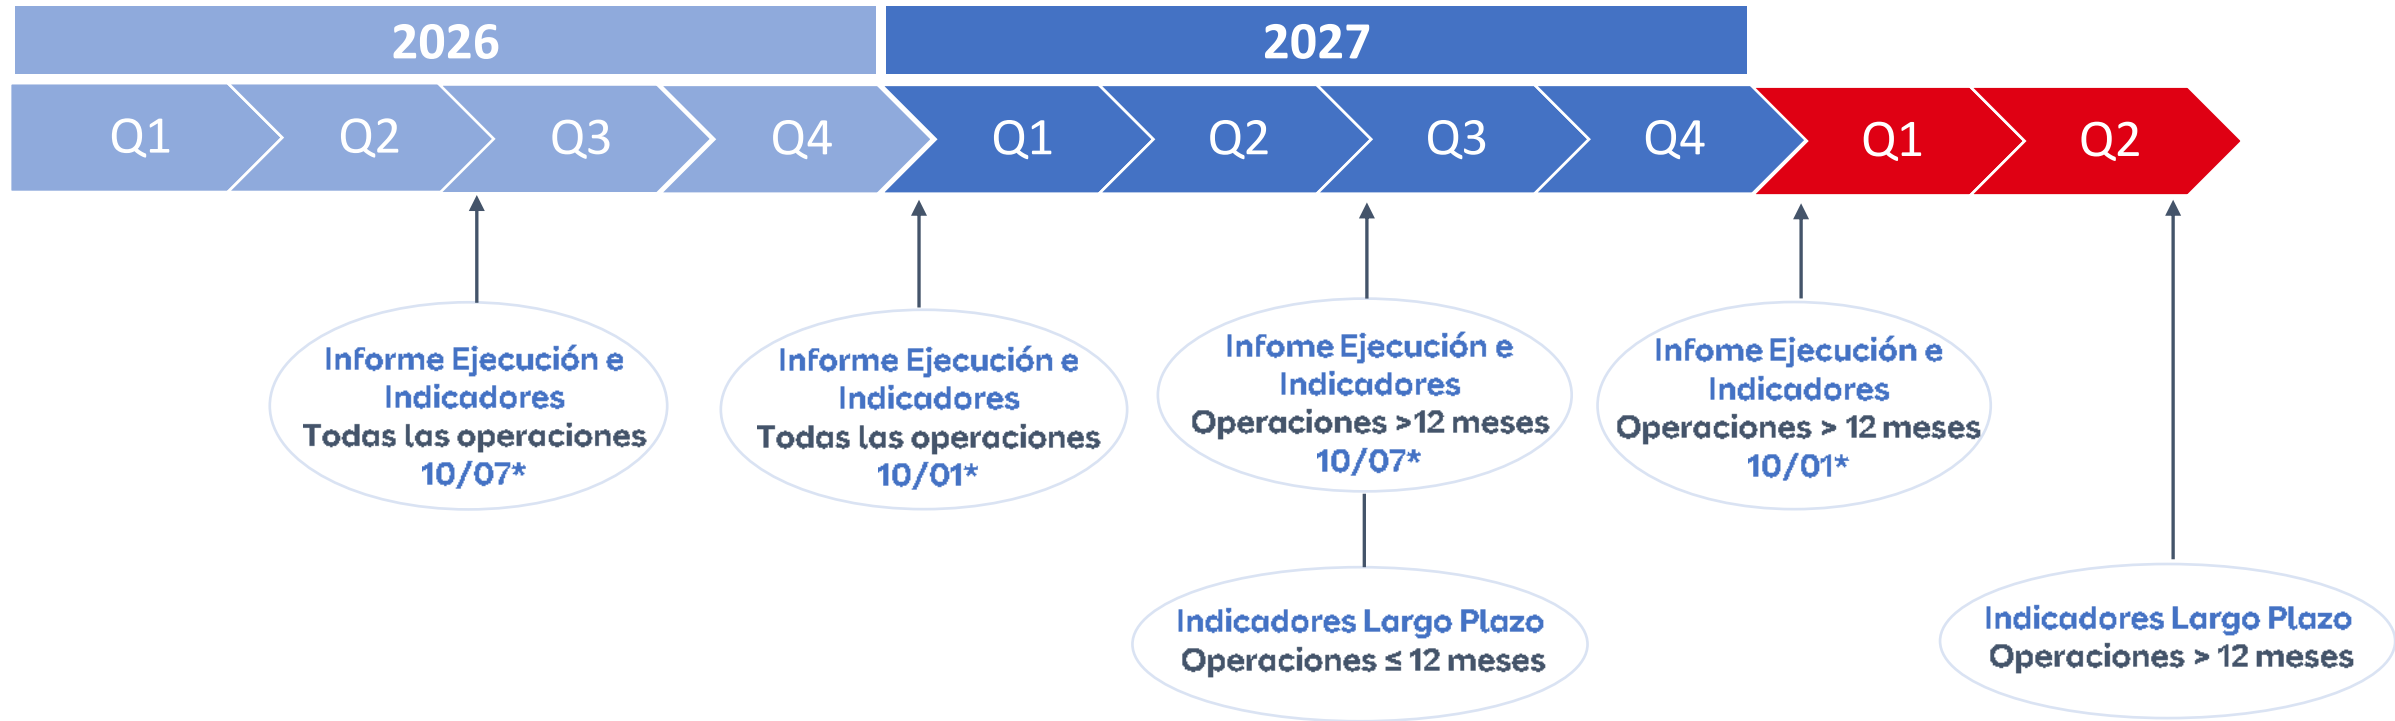 2026
2027
Q1
Q2
Q3
Q4
Q1
Q2
Q3
Q4
Q1
Q2
Informe Ejecución e
Indicadores
Todas las operaciones
10/07*
Informe Ejecución e
Indicadores
Todas las operaciones
10/01*
Infome Ejecución e
Indicadores
Operaciones >12 meses
10/07*
Infome Ejecución e
Indicadores
Operaciones > 12 meses
10/01*
Indicadores Largo Plazo
Operaciones ≤ 12 meses
Indicadores Largo Plazo
Operaciones > 12 meses